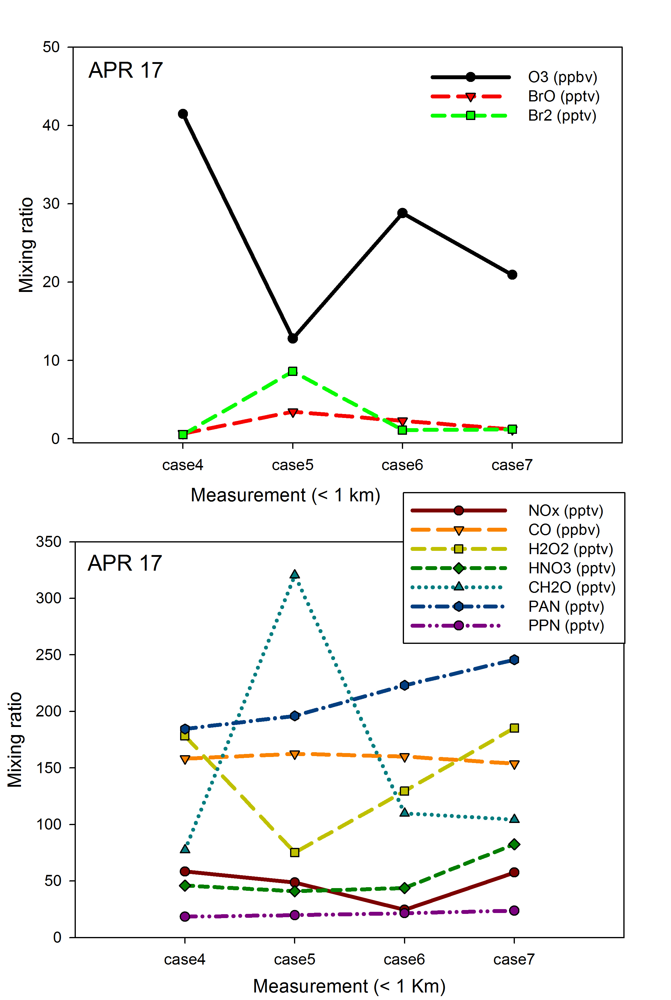 50
APR 17
O3 (ppbv)
BrO (pptv)
Br2 (pptv)
40
30
20
10
0
Mixing ratio
case4 case5 case6 case7
Measurement (< 1 km)
NOx (pptv)
CO (ppbv)
H2O2 (pptv)
HNO3 (pptv)
CH2O (pptv)
PAN (pptv)
PPN (pptv)
350
APR 17
300
250
200
150
100
50
0
Mixing ratio
case4 case5 case6 case7
Measurement (< 1 Km)